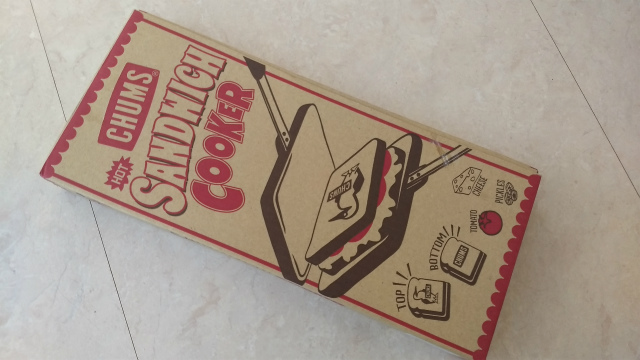 CHUMS
HOT
SANDWICH
COOKER
CHUMS
CHEESE
PICKLES
TOMATO
BOTTOM
CHUMS
TOP!